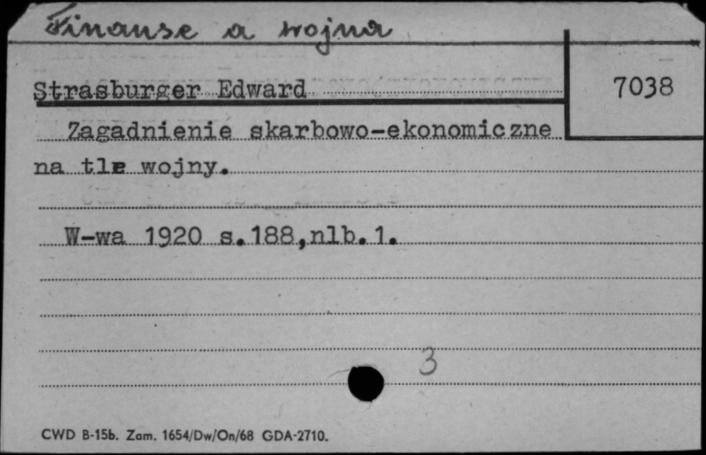 Finanse a wojna
Strasburger Edward
7038
Zagadnienie skarbowo-ekonomiczne
na tle wojny.
W-wa 1920 s.188,nlb.1.
3
CWD B-15b. Zam. 1654/Dw/On/68 GDA-2710.